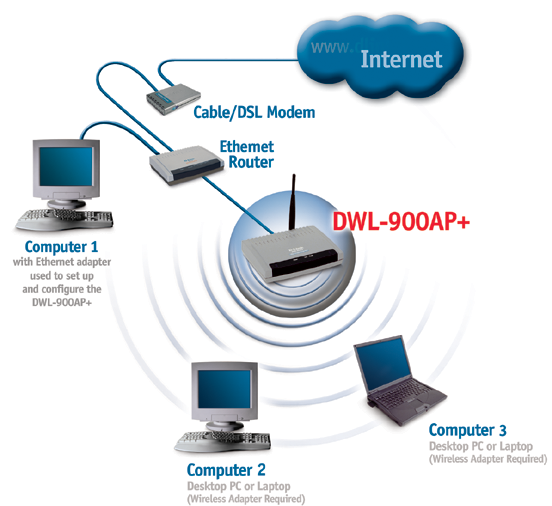 www.
Internet
Cable/DSL Modem
Ethernet
Router
DWL-900AP+
Computer 1
with Ethernet adapter
used to set up
and configure the
DWL-900AP+
Computer 3
Desktop PC or Laptop
(Wireless Adapter Required)
Computer 2
Desktop PC or Laptop
(Wireless Adapter Required)